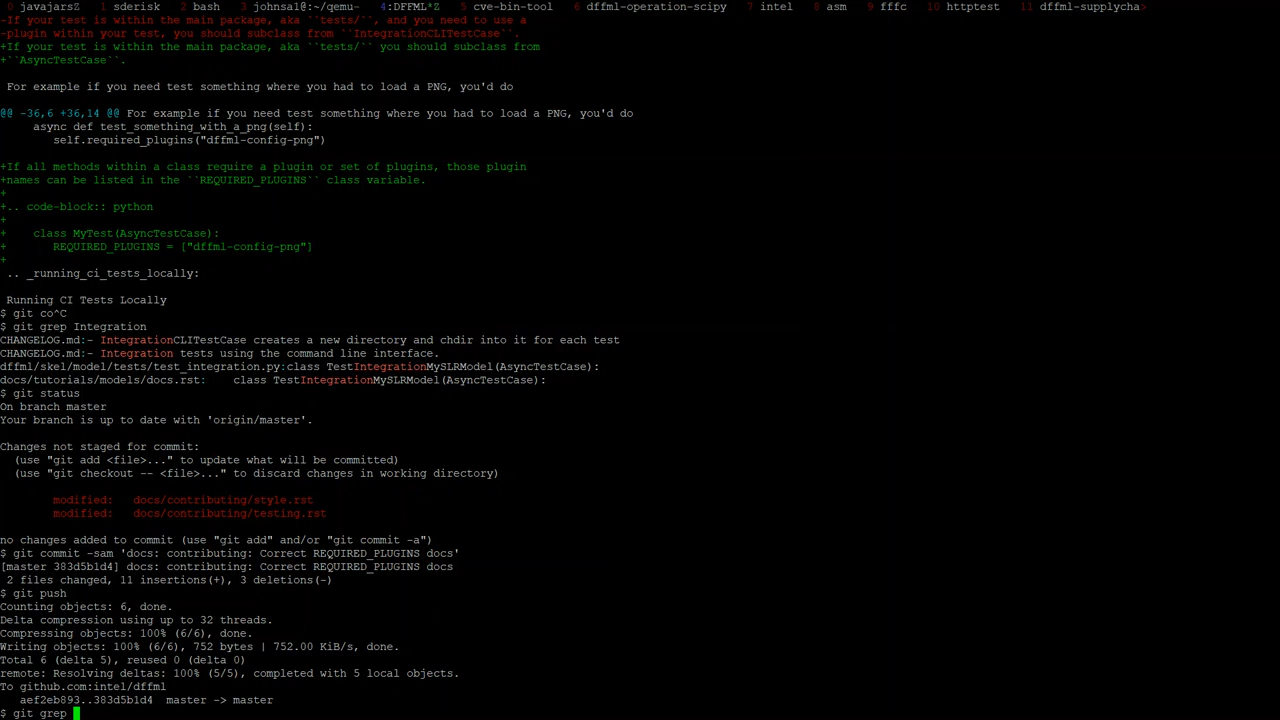 0 javajarsZ  1 sderisk  2 bash  3 johnsal@:~/qemu-  4:DFFML*Z  5 cve-bin-tool  6 dffml-operation-scipy  7 intel  8 asm  9 fffc  10 httptest  11 dffml-supplycha>
-If your test is within the main package, aka ``tests/``, and you need to use a
-plugin within your test, you should subclass from ``IntegrationCLITestCase``.
+If your test is within the main package, aka ``tests/`` you should subclass from
+``AsyncTestCase``.
 For example if you need test something where you had to load a PNG, you'd do
@@ -36,6 +36,14 @@ For example if you need test something where you had to load a PNG, you'd do
     async def test_something_with_a_png(self):
        self.required_plugins("dffml-config-png")
+If all methods within a class require a plugin or set of plugins, those plugin
+names can be listed in the ``REQUIRED_PLUGINS`` class variable.
+
+.. code-block:: python
+
+    class MyTest(AsyncTestCase):
+       REQUIRED_PLUGINS = ["dffml-config-png"]
+
 .. _running_ci_tests_locally:
 Running CI Tests Locally
$ git co^C
$ git grep Integration
CHANGELOG.md:- IntegrationCLITestCase creates a new directory and chdir into it for each test
CHANGELOG.md:- Integration tests using the command line interface.
dffml/skel/model/tests/test_integration.py:class TestIntegrationMySLRModel(AsyncTestCase):
docs/tutorials/models/docs.rst:    class TestIntegrationMySLRModel(AsyncTestCase):
$ git status
On branch master
Your branch is up to date with 'origin/master'.
Changes not staged for commit:
  (use "git add <file>..." to update what will be committed)
  (use "git checkout -- <file>..." to discard changes in working directory)
        modified:   docs/contributing/style.rst
        modified:   docs/contributing/testing.rst
no changes added to commit (use "git add" and/or "git commit -a")
$ git commit -sam 'docs: contributing: Correct REQUIRED_PLUGINS docs'
[master 383d5b1d4] docs: contributing: Correct REQUIRED_PLUGINS docs
 2 files changed, 11 insertions(+), 3 deletions(-)
$ git push
Counting objects: 6, done.
Delta compression using up to 32 threads.
Compressing objects: 100% (6/6), done.
Writing objects: 100% (6/6), 752 bytes | 752.00 KiB/s, done.
Total 6 (delta 5), reused 0 (delta 0)
remote: Resolving deltas: 100% (5/5), completed with 5 local objects.
To github.com:intel/dffml
   aef2eb893..383d5b1d4  master -> master
$ git grep